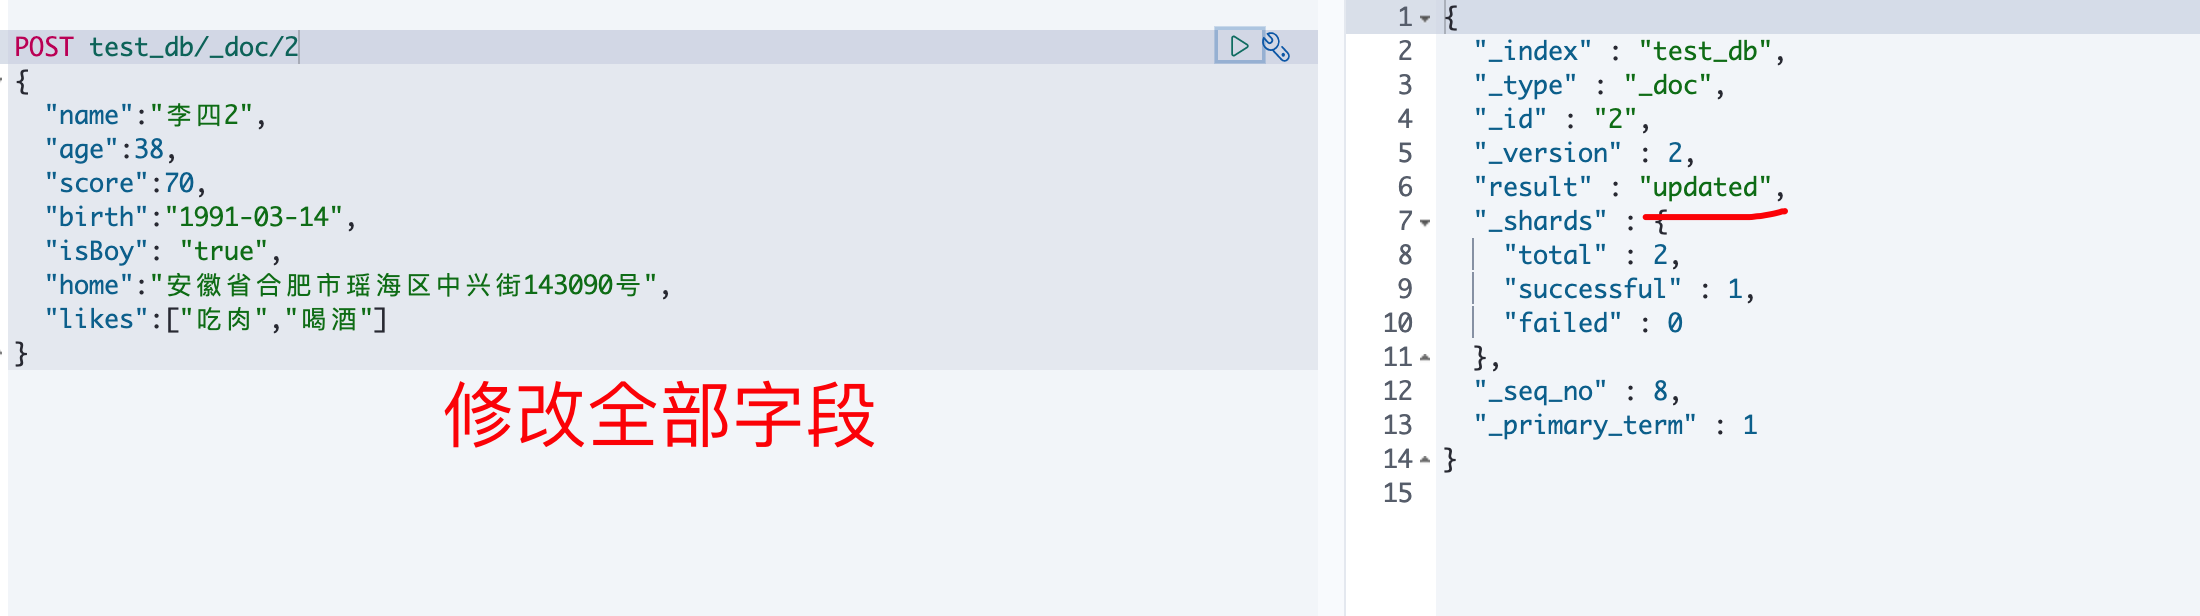 POST test_db/_doc/2
{
"name":"李四2",
"age":38,
"score":70,
"birth":"1991-03-14",
"isBoy": "true",
"home":"安徽省合肥市瑶海区中兴街143090号",
"likes":["吃肉","喝酒"]
}
修改全部字段
1 {
2 "_index" : "test_db",
3 "_type" : "_doc",
4 "_id" : "2",
5 "_version" : 2,
6 "result" : "updated",
7 "_shards" : {
8 "total" : 2,
9 "successful" : 1,
10 "failed" : 0
11 },
12 "_seq_no" : 8,
13 "_primary_term" : 1
14 }
15